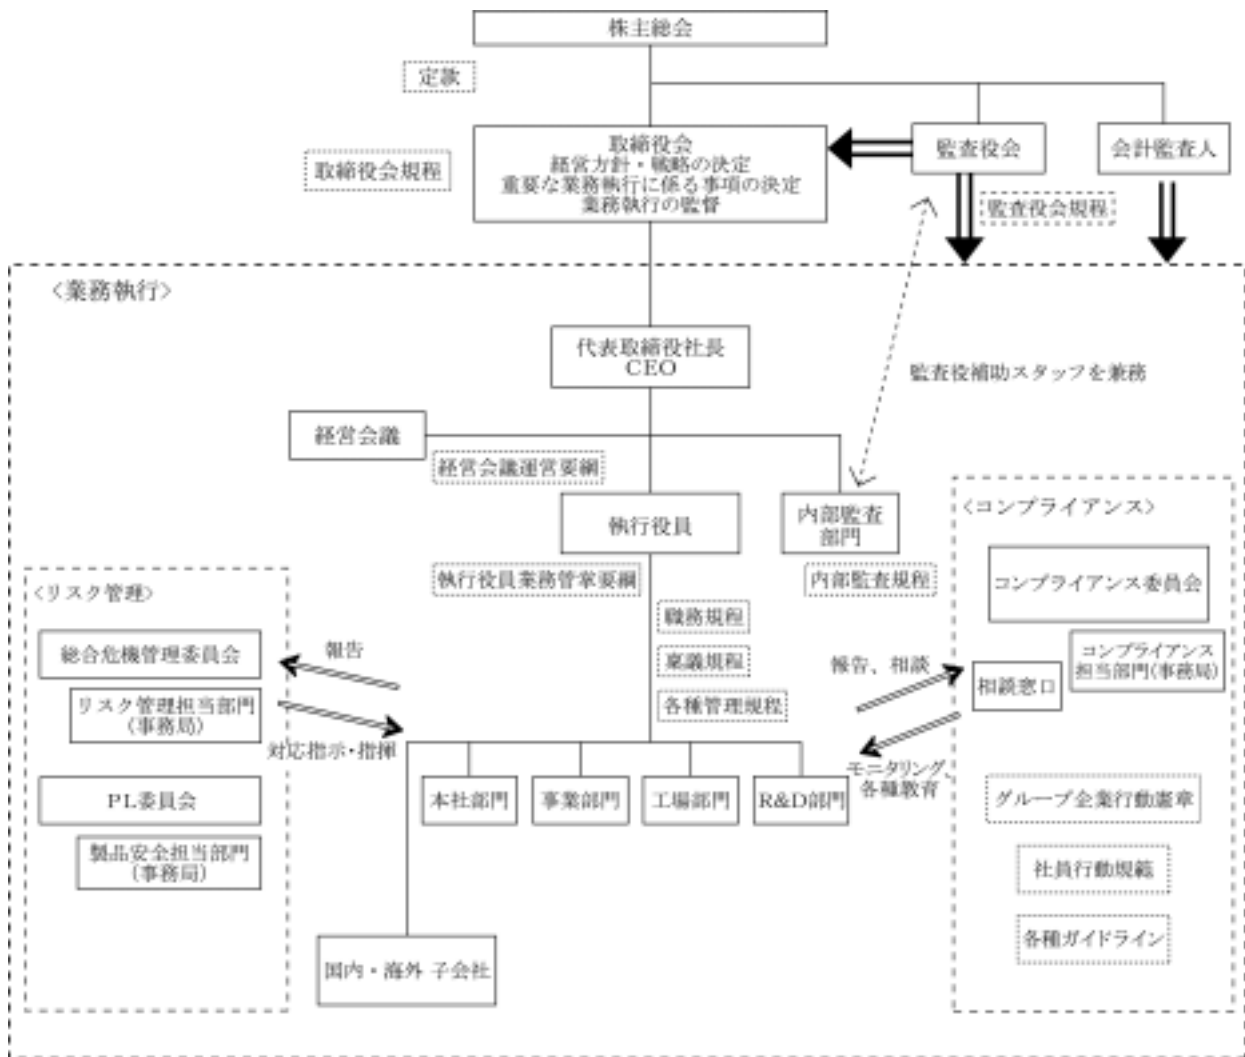 株主総会
定款
取締役会
経営方針・戦略の決定
重要な業務執行に係る事項の決定
業務執行の監督
取締役会規程
監査役会
会計監査人
監査役会規程
<業務執行>
代表取締役社長
CEO
監査役補助スタッフを兼務
経営会議
経営会議運営要綱
執行役員
内部監査
部門
執行役員業務管掌要綱
内部監査規程
職務規程
稟議規程
各種管理規程
<リスク管理>
総合危機管理委員会
リスク管理担当部門
(事務局)
PL委員会
製品安全担当部門
(事務局)
報告
対応指示・指揮
本社部門
事業部門
工場部門
R&D部門
国内・海外 子会社
報告、相談
モニタリング、
各種教育
<コンプライアンス>
コンプライアンス委員会
コンプライアンス
担当部門(事務局)
相談窓口
グループ企業行動憲章
社員行動規範
各種ガイドライン